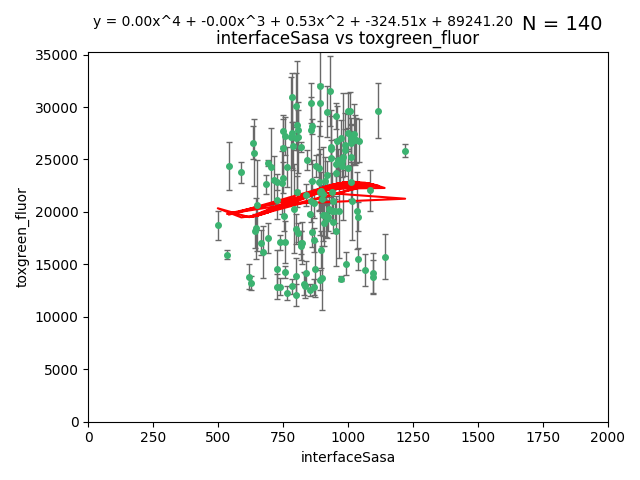 y = 0.00x^4 + -0.00x^3 + 0.53x^2 + -324.51x + 89241.20 N = 140
interfaceSasa vs toxgreen_fluor
35000
30000
25000
20000
15000
10000
5000
0
toxgreen_fluor
0 250 500 750 1000 1250 1500 1750 2000
interfaceSasa